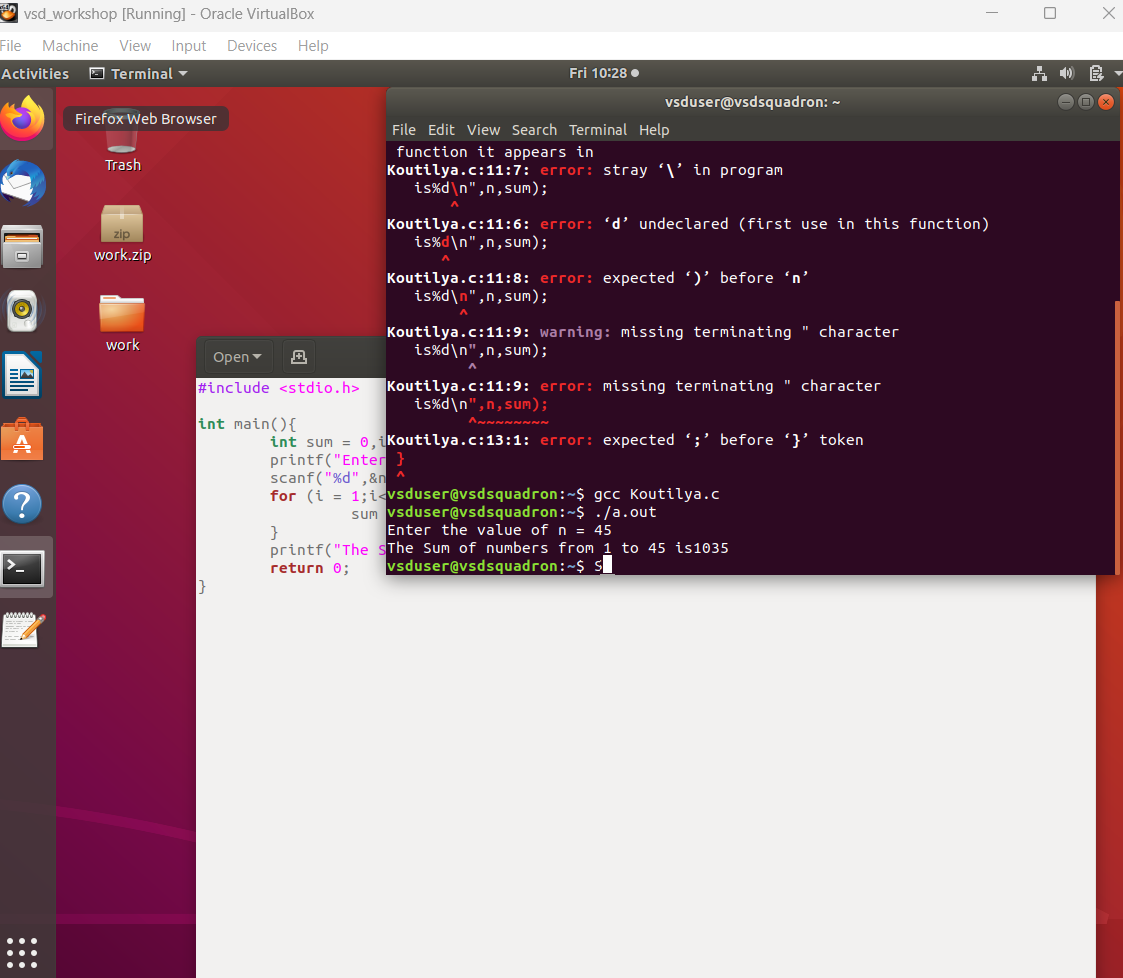 vsd_workshop [Running] - Oracle VirtualBox
File Machine View Input Devices Help
Activities Terminal Fri 10:28
vsduser@vsdsquadron: ~
Firefox Web Browser
File Edit View Search Terminal Help
Trash
zip
work.zip
work
function it appears in
Koutilya.c:11:7: error: stray ‘\’ in program
is%d\n",n,sum);
^
Koutilya.c:11:6: error: ‘d’ undeclared (first use in this function)
is%d\n",n,sum);
^
Koutilya.c:11:8: error: expected ‘)’ before ‘n’
is%d\n",n,sum);
^
Koutilya.c:11:9: warning: missing terminating " character
is%d\n",n,sum);
^
Koutilya.c:11:9: error: missing terminating " character
is%d\n",n,sum);
^~~~~~~~~
Koutilya.c:13:1: error: expected ‘;’ before ‘}’ token
}
^
vsduser@vsdsquadron:~$ gcc Koutilya.c
vsduser@vsdsquadron:~$ ./a.out
Enter the value of n = 45
The Sum of numbers from 1 to 45 is1035
vsduser@vsdsquadron:~$ S
Open
#include <stdio.h>
int main(){
int sum = 0,i
printf("Enter
scanf("%d",&n
for (i = 1;i<
sum
}
printf("The S
return 0;
}